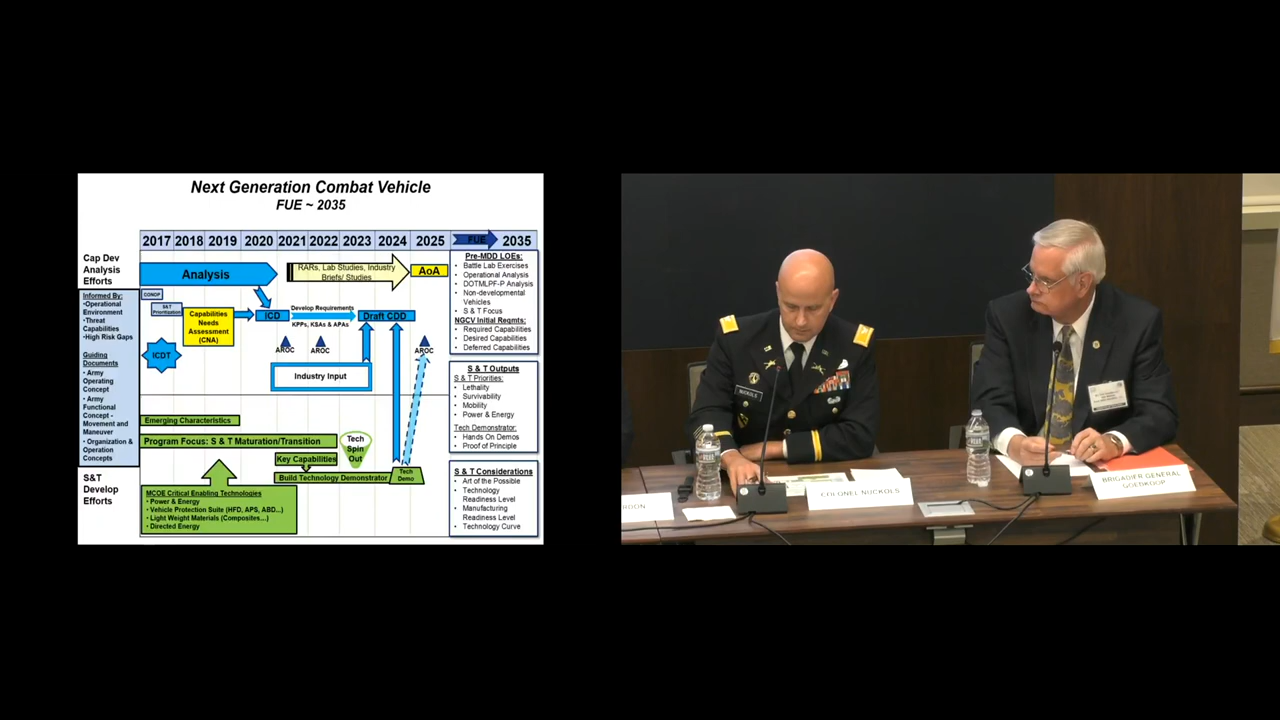 Next Generation Combat Vehicle
FUE ~ 2035
2017 2018 2019 2020 2021 2022 2023 2024 2025 FUE 2035
Cap Dev
Analysis
Efforts
Analysis
RARs, Lab Studies, Industry
Briefs/ Studies
AoA
Informed By:
•Operational
Environment
•Threat
Capabilities
•High Risk Gaps
Guiding
Documents
• Army
Operating
Concept
• Army
Functional
Concept -
Movement and
Maneuver
• Organization &
Operation
Concepts
S&T
Prioritization
Capabilities
Needs
Assessment
(CNA)
ICDT
ICD
Develop Requirements
KPPs, KSAs & APAs
Draft CDD
AROC
AROC
AROC
Industry Input
Emerging Characteristics
Program Focus: S & T Maturation/Transition
Tech
Spin
Out
Key Capabilities
Build Technology Demonstrator
Tech
Demo
S&T
Develop
Efforts
MCOE Critical Enabling Technologies
• Power & Energy
• Vehicle Protection Suite (HFD, APS, ABD...)
• Light Weight Materials (Composites...)
• Directed Energy
Pre-MDD LOEs:
• Battle Lab Exercises
• Operational Analysis
• DOTMLPF-P Analysis
• Non-developmental
Vehicles
• S & T Focus
NGCV Initial Reqmts:
• Required Capabilities
• Desired Capabilities
• Deferred Capabilities
S & T Outputs
S & T Priorities:
• Lethality
• Survivability
• Mobility
• Power & Energy
Tech Demonstrator:
• Hands On Demos
• Proof of Principle
S & T Considerations
• Art of the Possible
• Technology
Readiness Level
• Manufacturing
Readiness Level
• Technology Curve
NUCKOLS
COLONEL NUCKOLS
BRIGADIER GENERAL
GOEDKOOP